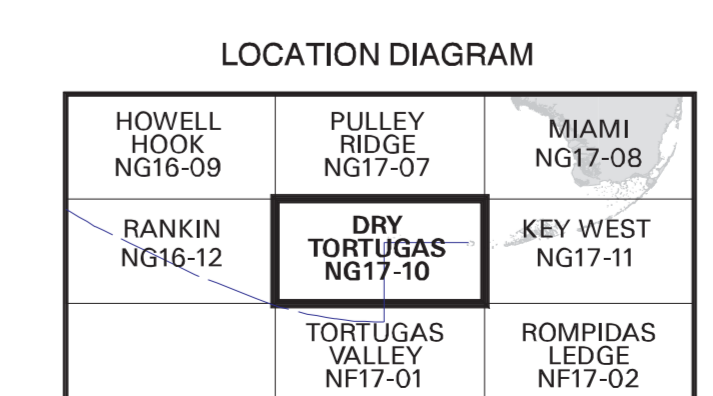 LOCATION DIAGRAM
HOWELL
HOOK
NG16-09
PULLEY
RIDGE
NG17-07
MIAMI
NG17-08
RANKIN
NG16-12
DRY
TORTUGAS
NG17-10
KEY WEST
NG17-11
TORTUGAS
VALLEY
NF17-01
ROMPIDAS
LEDGE
NF17-02